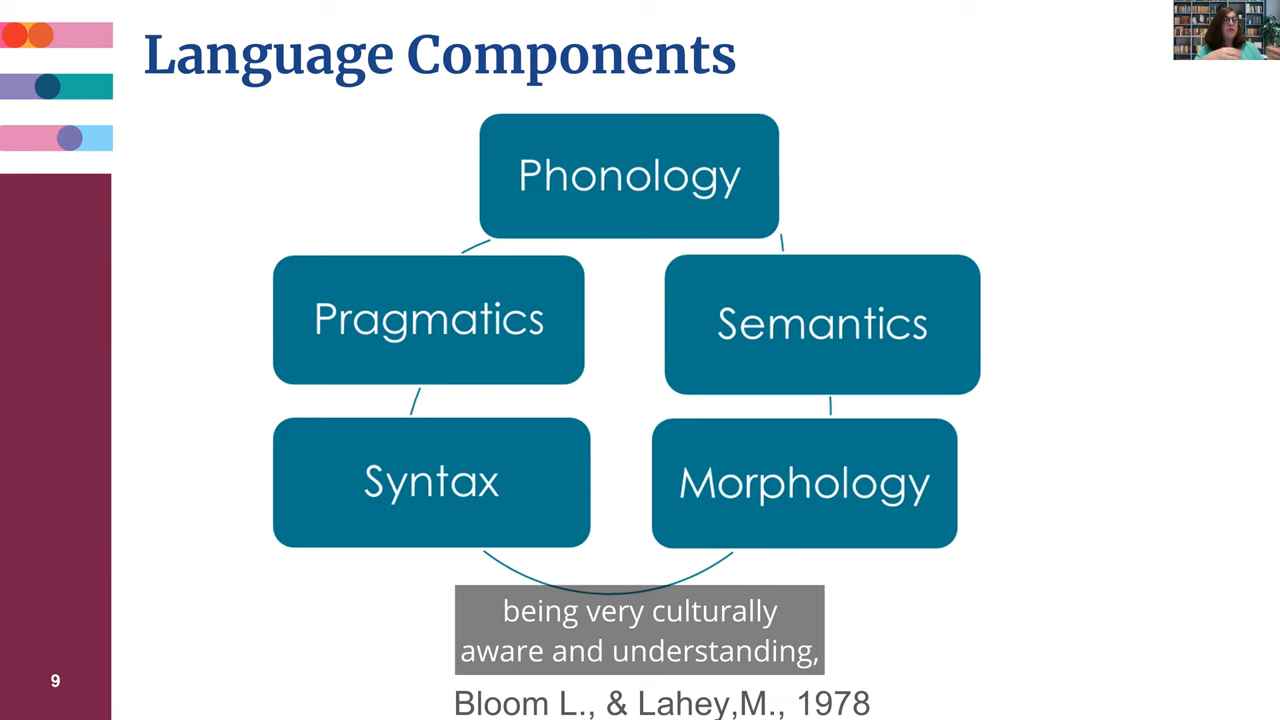 Language Components
Phonology
Pragmatics
Semantics
Syntax
Morphology
being very culturally
aware and understanding,
9
Bloom L., & Lahey,M., 1978